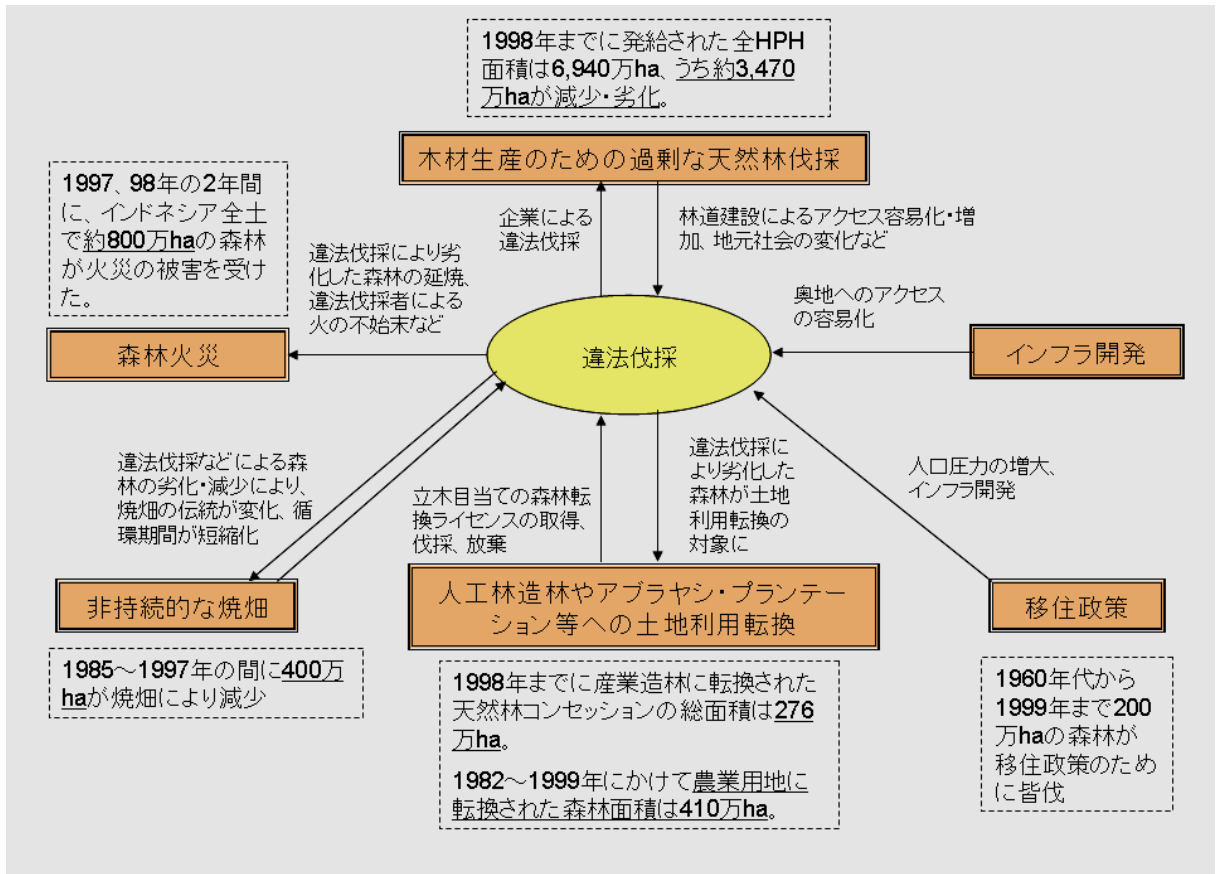 1998年までに発給された全HPH
面積は6,940万ha、うち約3,470
万haが減少・劣化。
木材生産のための過剰な天然林伐採
1997、98年の2年間
に、インドネシア全土
で約800万haの森林
が火災の被害を受け
た。
企業による
違法伐採
林道建設によるアクセス容易化・増
加、地元社会の変化など
違法伐採により劣
化した森林の延焼、
違法伐採者による
火の不始末など
奥地へのアクセス
の容易化
森林火災
違法伐採
インフラ開発
違法伐採などによる森
林の劣化・減少により、
焼畑の伝統が変化、循
環期間が短縮化
立木目当ての森林転
換ライセンスの取得、
伐採、放棄
違法伐採に
より劣化した
森林が土地
利用転換の
対象に
人口圧力の増大、
インフラ開発
非持続的な焼畑
人工林造林やアブラヤシ・プランテー
ション等への土地利用転換
移住政策
1985～1997年の間に400万
haが焼畑により減少
1998年までに産業造林に転換された
天然林コンセッションの総面積は276
万ha。
1982～1999年にかけて農業用地に
転換された森林面積は410万ha。
1960年代から
1999年まで200
万haの森林が
移住政策のため
に皆伐